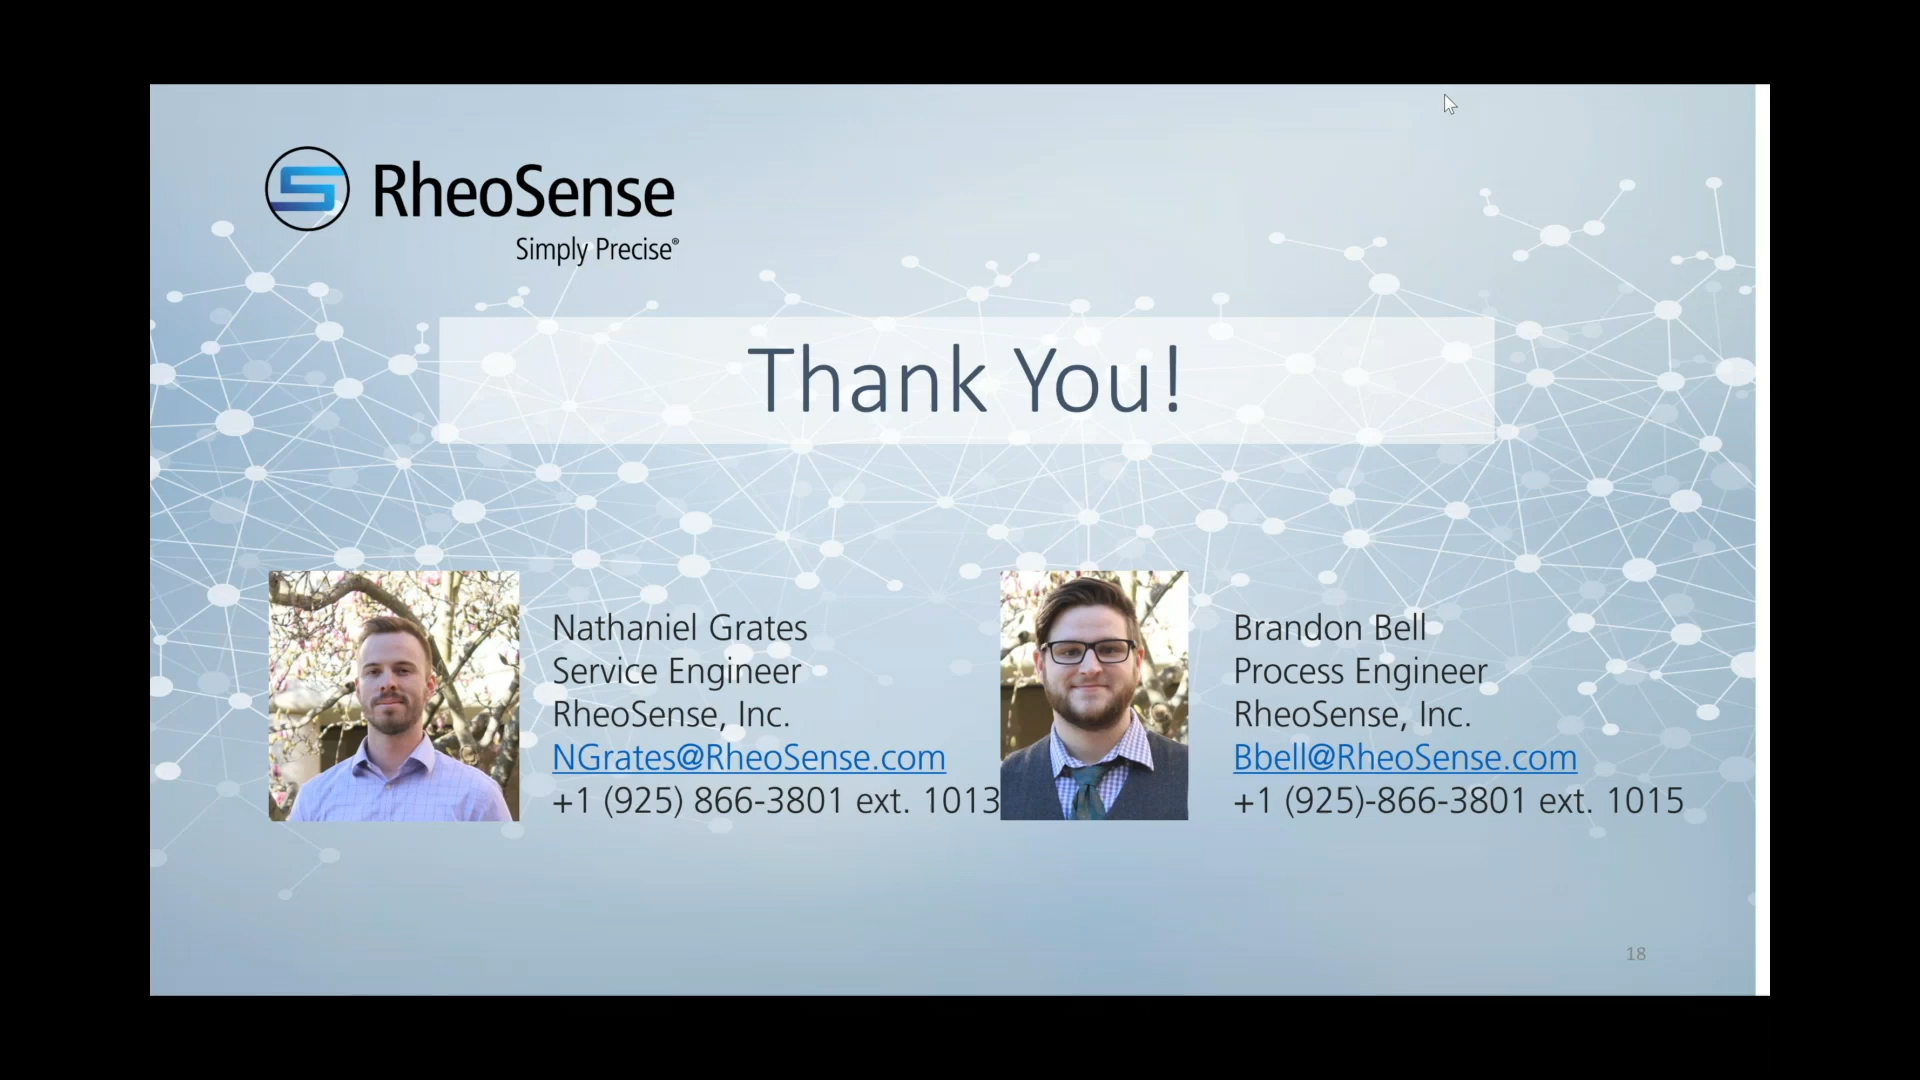 RheoSense
Simply Precise®
Thank You!
Nathaniel Grates
Service Engineer
RheoSense, Inc.
NGrates@RheoSense.com
+1 (925) 866-3801 ext. 1013
Brandon Bell
Process Engineer
RheoSense, Inc.
Bbell@RheoSense.com
+1 (925)-866-3801 ext. 1015
18